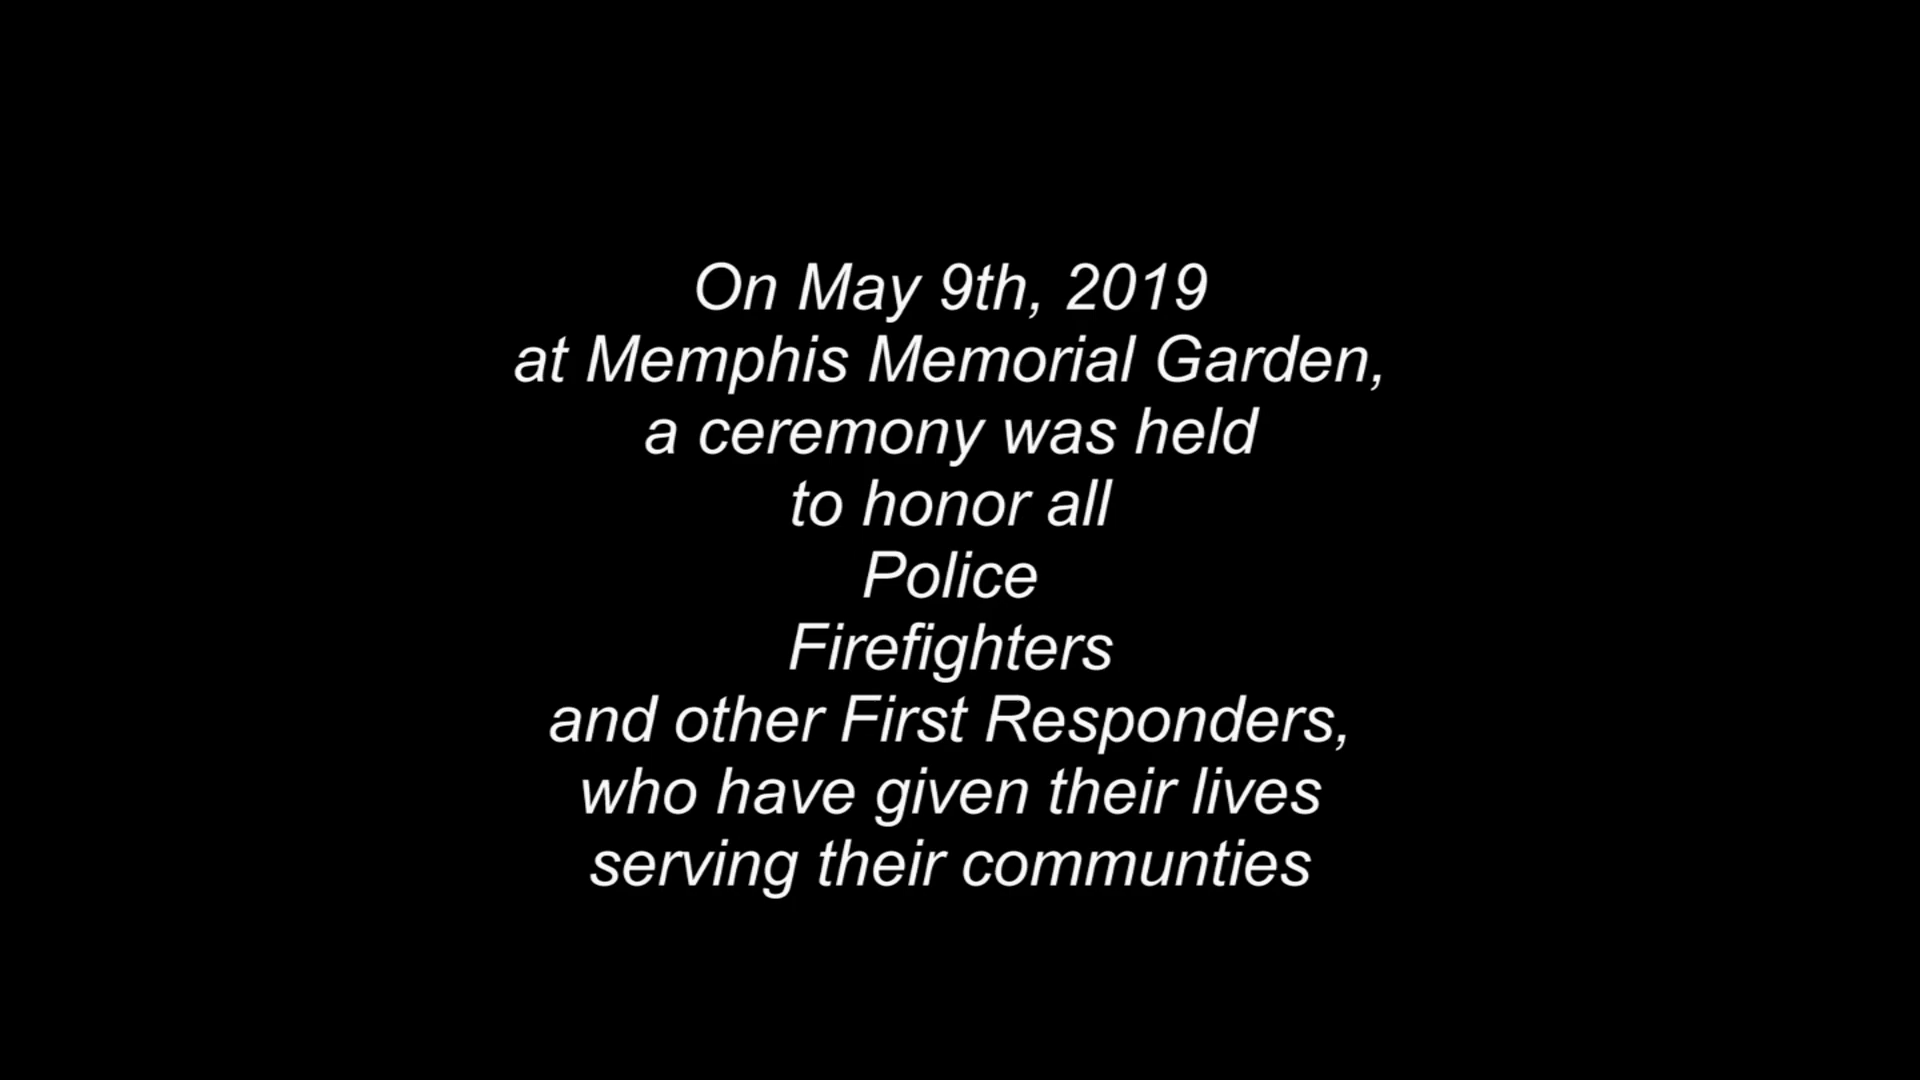 On May 9th, 2019
at Memphis Memorial Garden,
a ceremony was held
to honor all
Police
Firefighters
and other First Responders,
who have given their lives
serving their communties